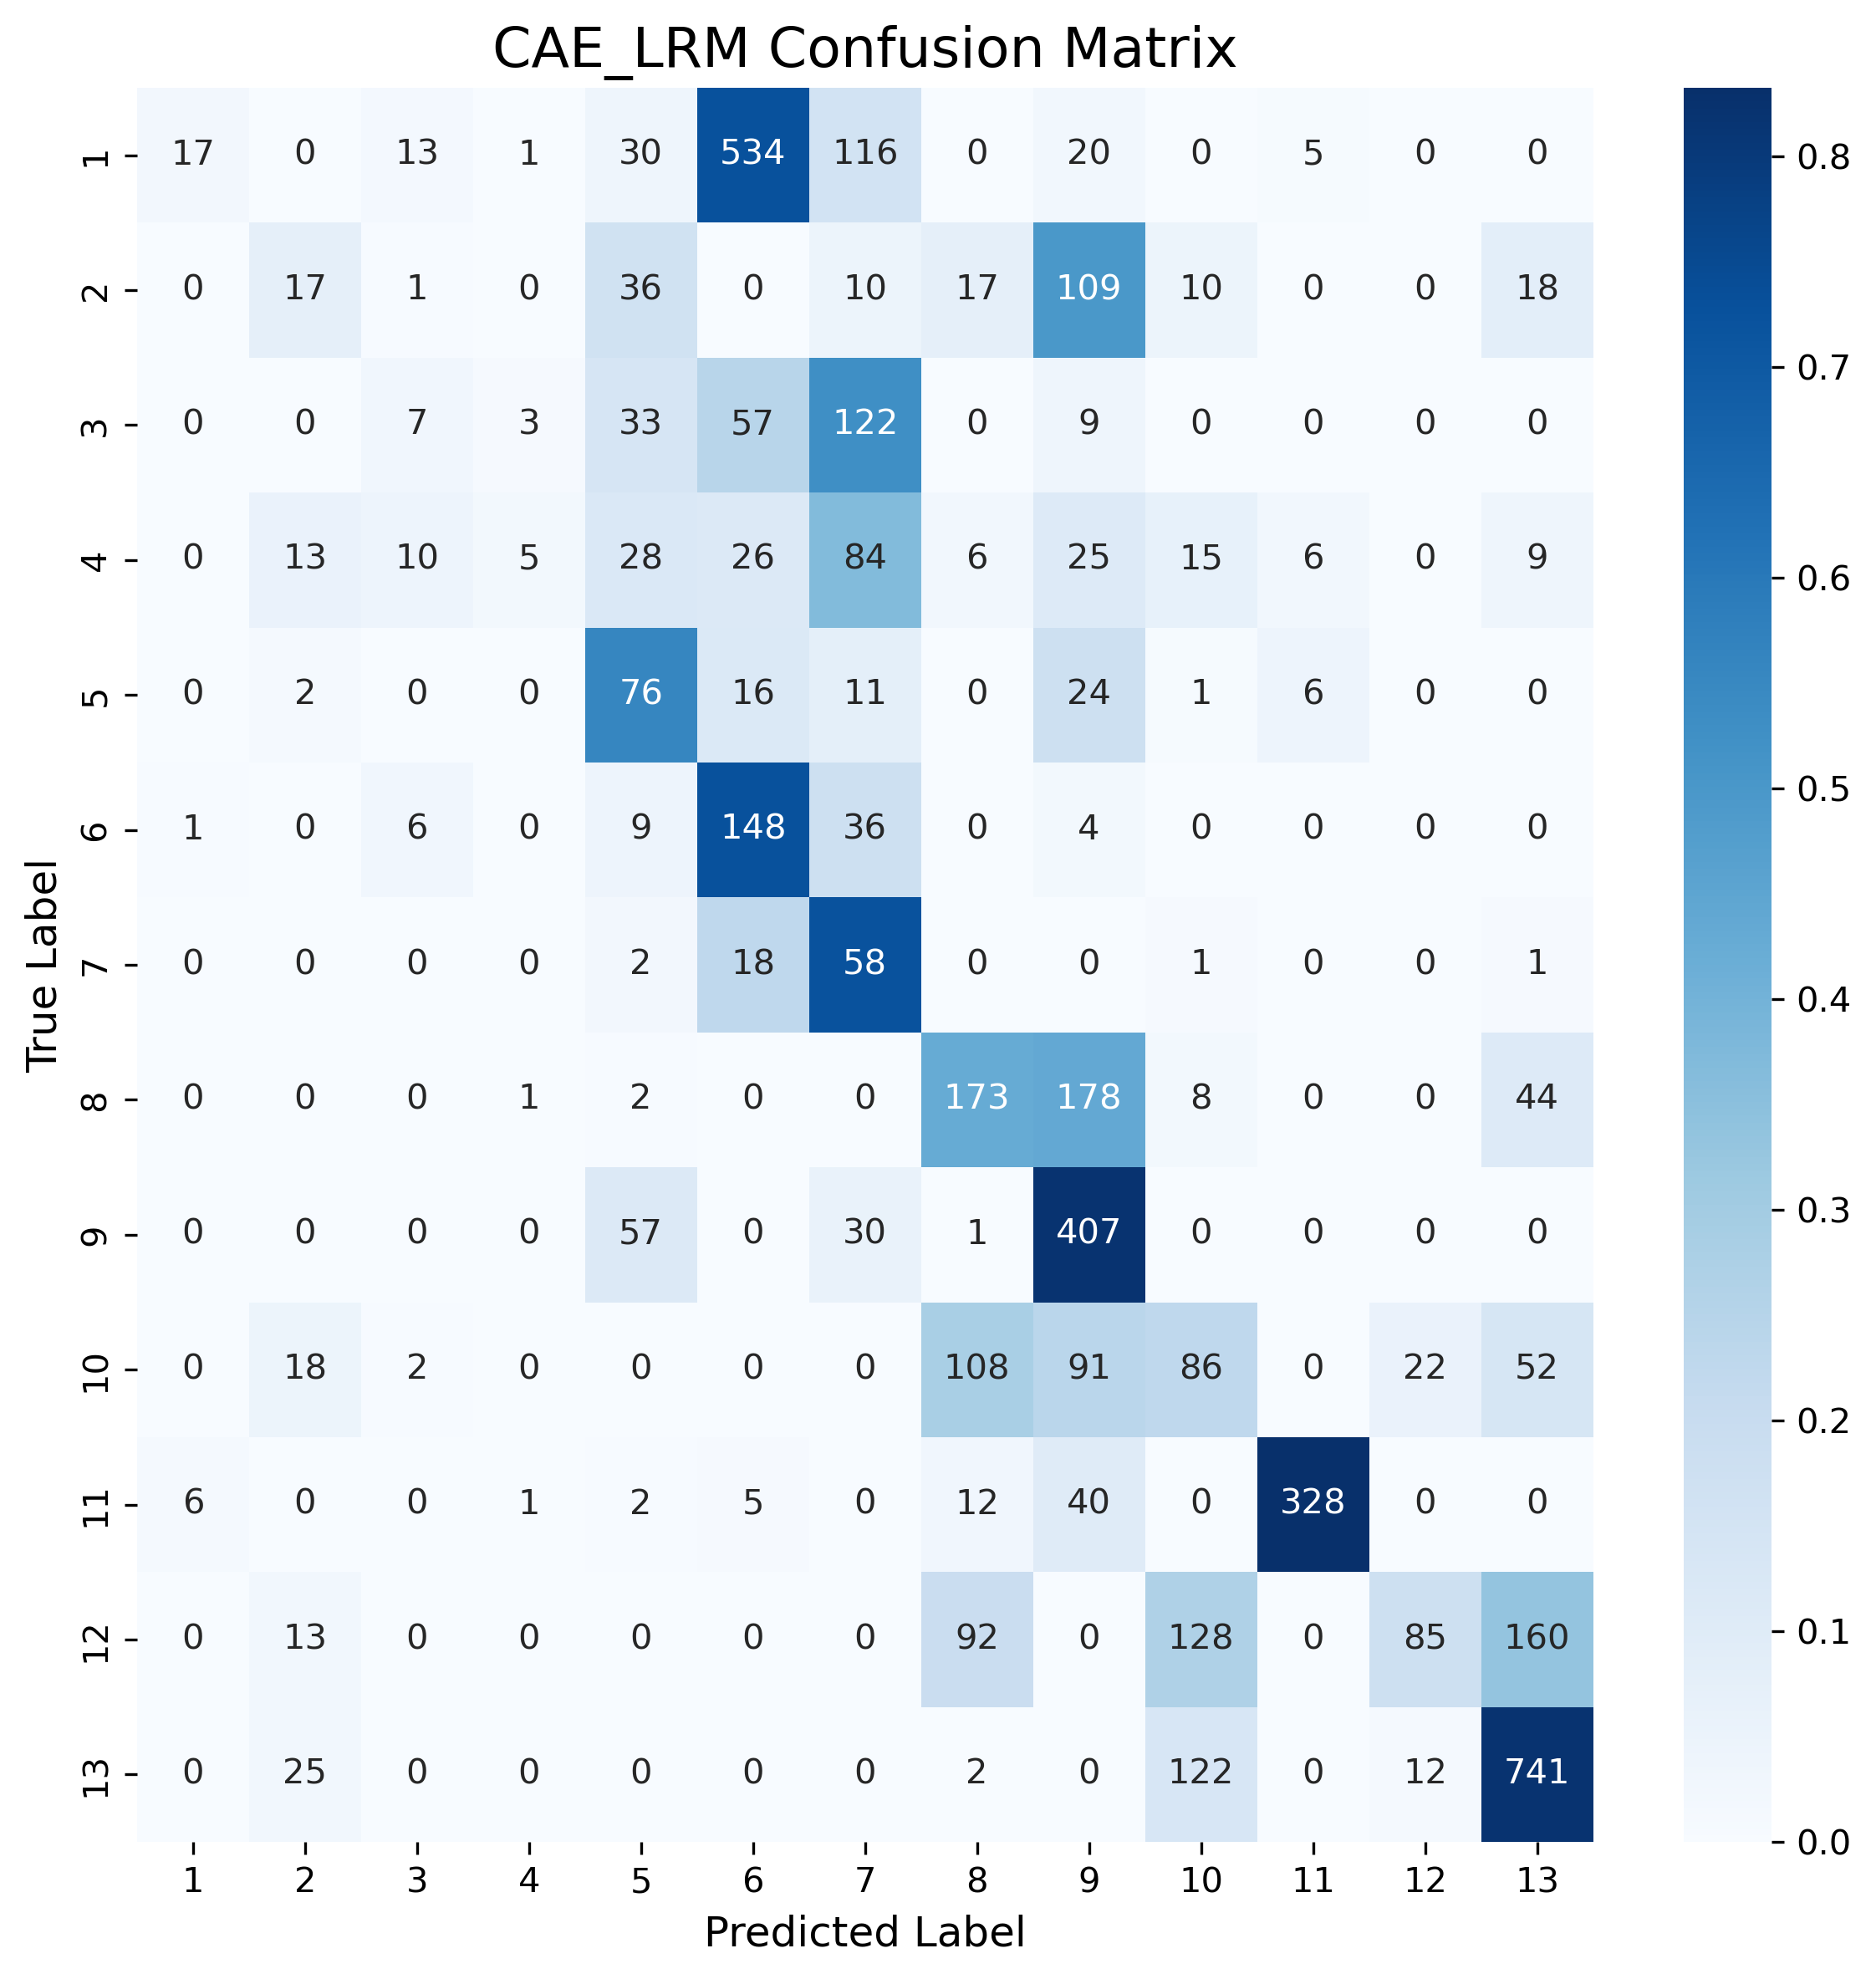 CAE_LRM Confusion Matrix
True Label
1 17 0 13 1 30 534 116 0 20 0 5 0 0
2 0 17 1 0 36 0 10 17 109 10 0 0 18
3 0 0 7 3 33 57 122 0 9 0 0 0 0
4 0 13 10 5 28 26 84 6 25 15 6 0 9
5 0 2 0 0 76 16 11 0 24 1 6 0 0
6 1 0 6 0 9 148 36 0 4 0 0 0 0
7 0 0 0 0 2 18 58 0 0 1 0 0 1
8 0 0 0 1 2 0 0 173 178 8 0 0 44
9 0 0 0 0 57 0 30 1 407 0 0 0 0
10 0 18 2 0 0 0 0 108 91 86 0 22 52
11 6 0 0 1 2 5 0 12 40 0 328 0 0
12 0 13 0 0 0 0 0 92 0 128 0 85 160
13 0 25 0 0 0 0 0 2 0 122 0 12 741
1 2 3 4 5 6 7 8 9 10 11 12 13
Predicted Label
0.8
0.7
0.6
0.5
0.4
0.3
0.2
0.1
0.0